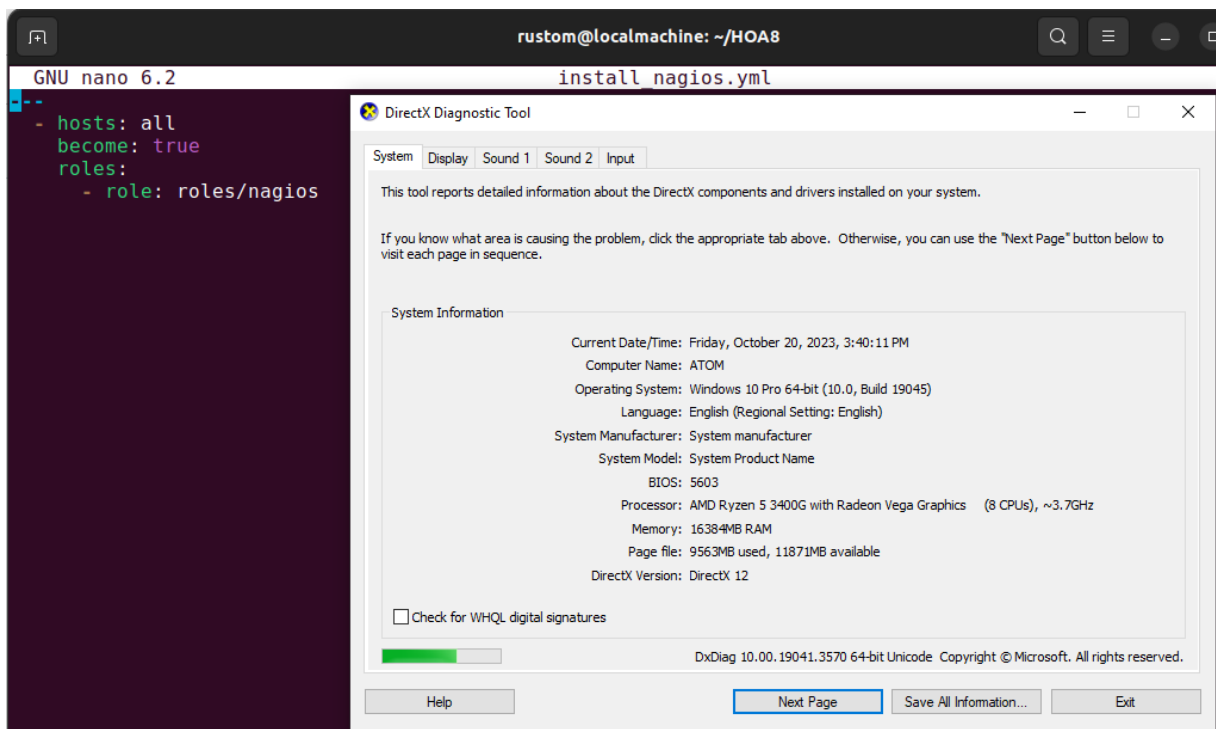 rustom@localmachine: ~/HOA8
GNU nano 6.2 install_nagios.yml
---
- hosts: all
become: true
roles:
- role: roles/nagios
DirectX Diagnostic Tool
System Display Sound 1 Sound 2 Input
This tool reports detailed information about the DirectX components and drivers installed on your system.
If you know what area is causing the problem, click the appropriate tab above. Otherwise, you can use the "Next Page" button below to
visit each page in sequence.
System Information
Current Date/Time: Friday, October 20, 2023, 3:40:11 PM
Computer Name: ATOM
Operating System: Windows 10 Pro 64-bit (10.0, Build 19045)
Language: English (Regional Setting: English)
System Manufacturer: System manufacturer
System Model: System Product Name
BIOS: 5603
Processor: AMD Ryzen 5 3400G with Radeon Vega Graphics (8 CPUs), ~3.7GHz
Memory: 16384MB RAM
Page file: 9563MB used, 11871MB available
DirectX Version: DirectX 12
Check for WHQL digital signatures
DxDiag 10.00.19041.3570 64-bit Unicode Copyright © Microsoft. All rights reserved.
Help Next Page Save All Information... Exit